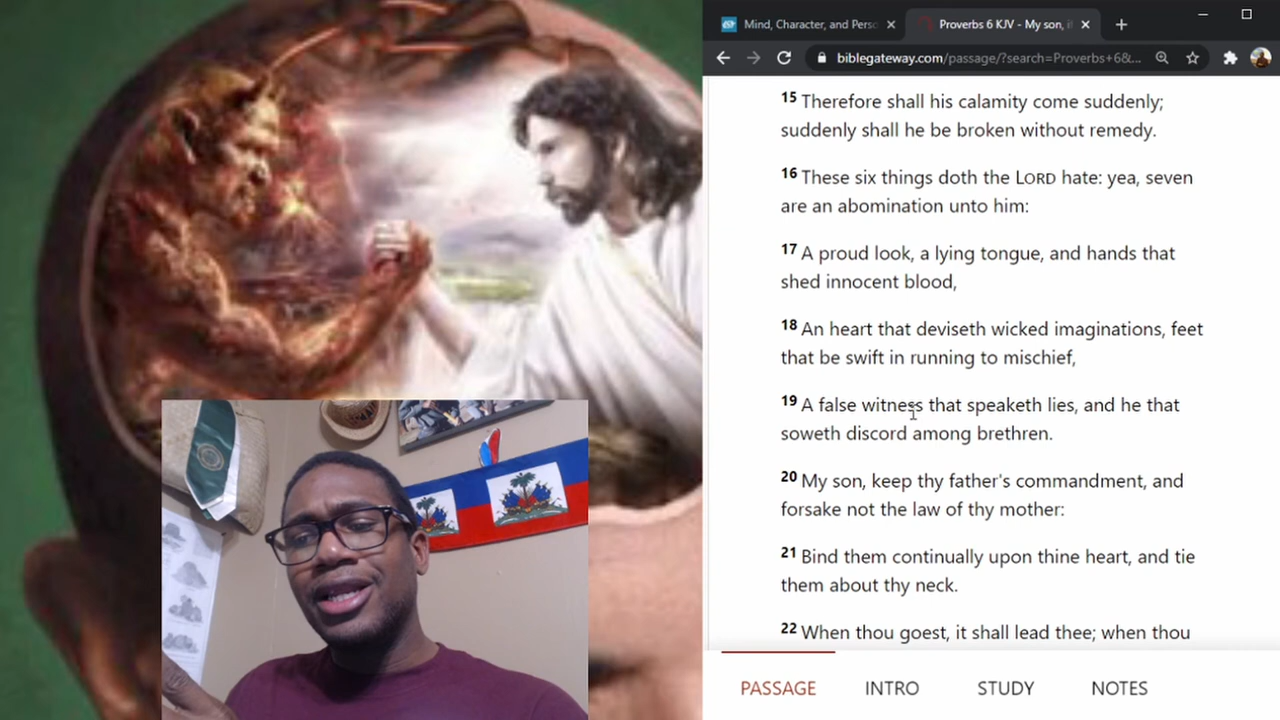 Mind, Character, and Perso
Proverbs 6 KJV - My son, i
biblegateway.com/passage/?search=Proverbs+6&...
15 Therefore shall his calamity come suddenly;
suddenly shall he be broken without remedy.
16 These six things doth the LORD hate: yea, seven
are an abomination unto him:
17 A proud look, a lying tongue, and hands that
shed innocent blood,
18 An heart that deviseth wicked imaginations, feet
that be swift in running to mischief,
19 A false witness that speaketh lies, and he that
soweth discord among brethren.
20 My son, keep thy father's commandment, and
forsake not the law of thy mother:
21 Bind them continually upon thine heart, and tie
them about thy neck.
22 When thou goest, it shall lead thee; when thou
PASSAGE INTRO STUDY NOTES